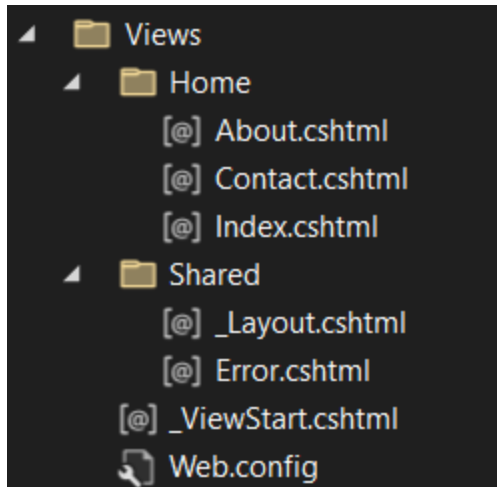 Views
Home
[@] About.cshtml
[@] Contact.cshtml
[@] Index.cshtml
Shared
[@] _Layout.cshtml
[@] Error.cshtml
[@] _ViewStart.cshtml
Web.config